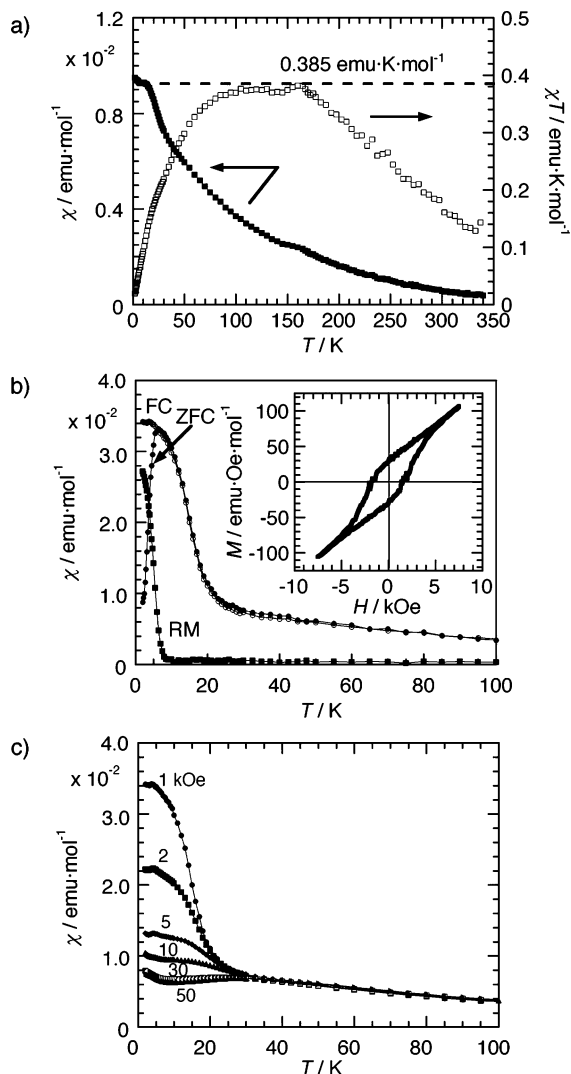 a)
1.2
x 10⁻²
0.9
0.6
0.4
0
χ / emu·mol⁻¹
0.385 emu·K·mol⁻¹
0.5
0.4
0.3
0.2
0.1
0
χT / emu·K·mol⁻¹
0 50 100 150 200 250 300 350
T / K
b)
4.0
x 10⁻²
3.0
2.0
1.0
0
χ / emu·mol⁻¹
FC
ZFC
RM
100
50
0
-50
-100
M / emu·Oe·mol⁻¹
-10 -5 0 5 10
H / kOe
0 20 40 60 80 100
T / K
c)
x 10⁻²
4.0
3.0
2.0
1.0
0
χ / emu·mol⁻¹
1 kOe
2
5
10
30
50
0 20 40 60 80 100
T / K